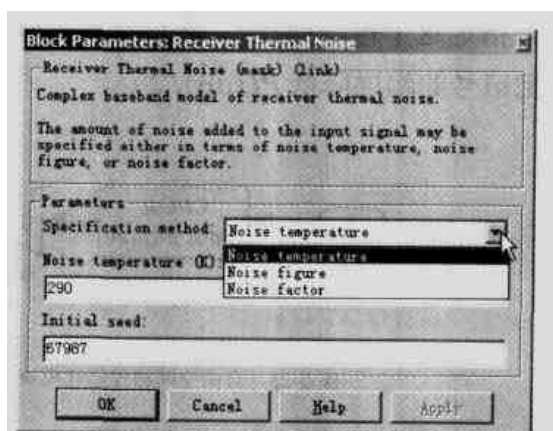 Block Parameters: Receiver Thermal Noise
Receiver Thermal Noise (mask) (link)
Complex baseband model of receiver thermal noise.
The amount of noise added to the input signal may be
specified either in terms of noise temperature, noise
figure, or noise factor.
Parameters
Specification method: Noise temperature
Noise temperature (K)
Noise temperature
Noise figure
Noise factor
290
Initial seed:
67987
OK Cancel Help Apply